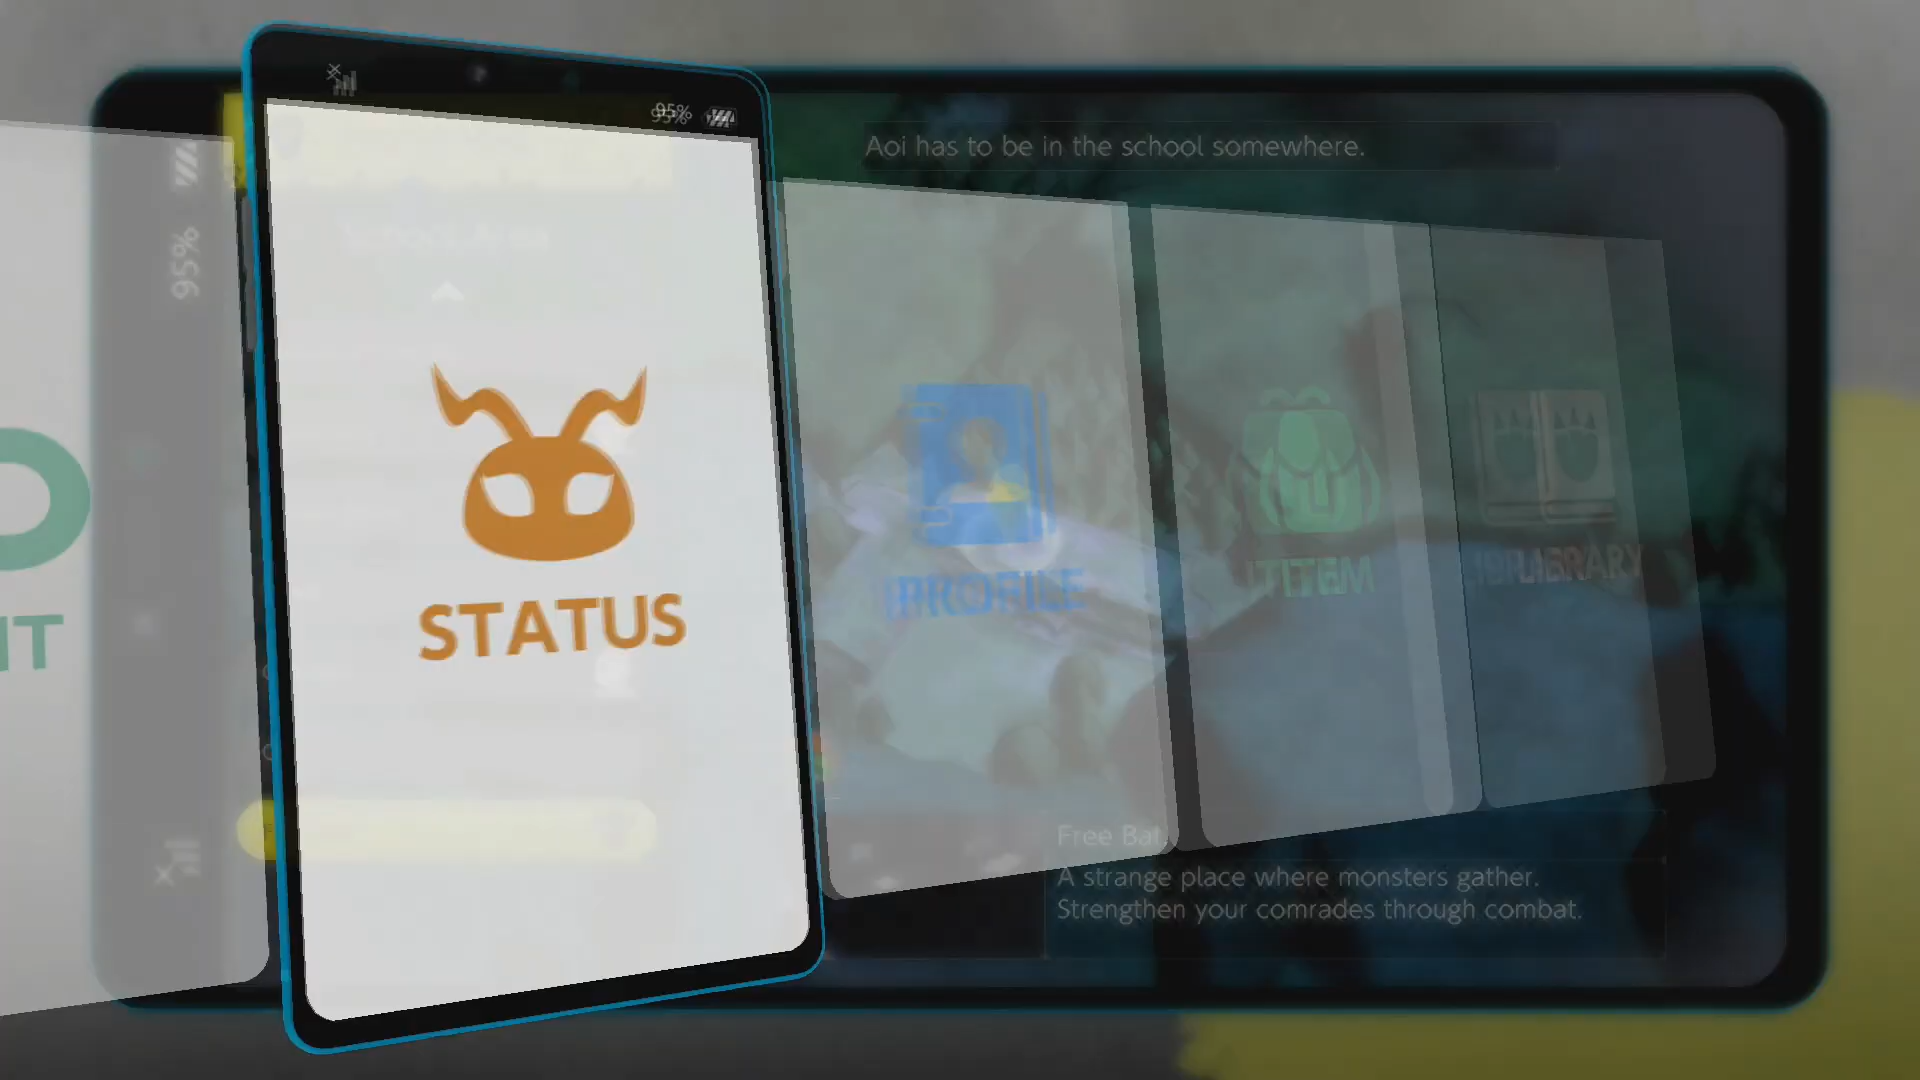 95%
95%
Aoi has to be in the school somewhere.
IT
STATUS
PROFILE
ITEM
LIBRARY
Free Bat
A strange place where monsters gather.
Strengthen your comrades through combat.